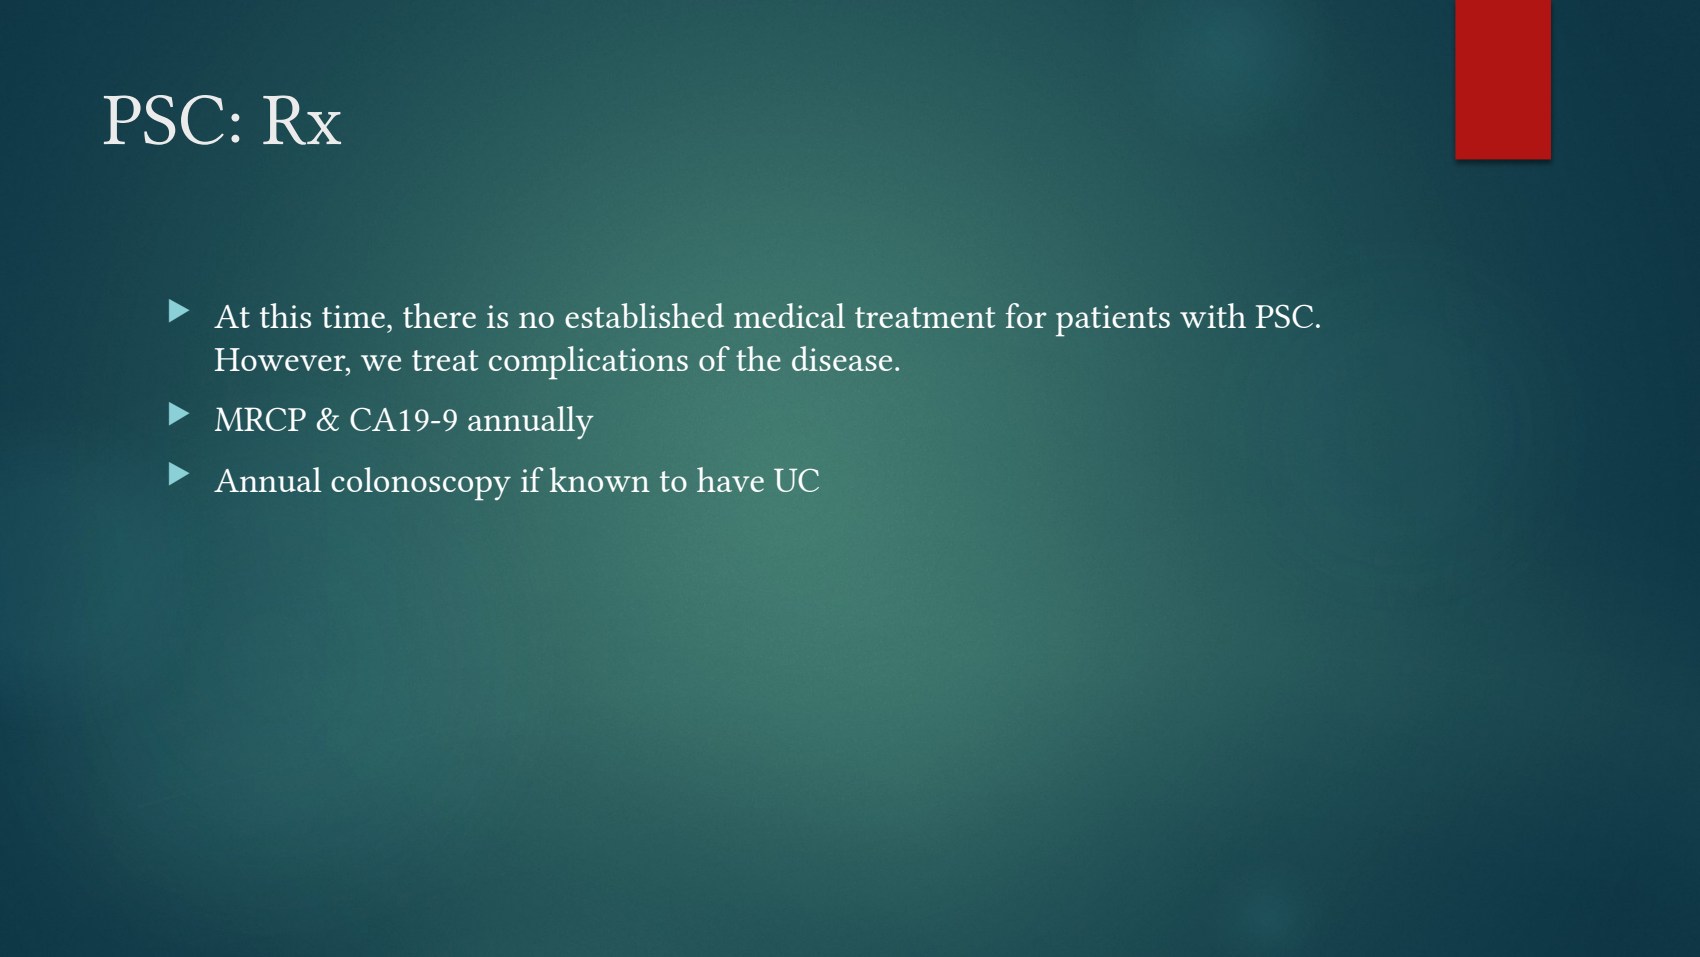 PSC: Rx
At this time, there is no established medical treatment for patients with PSC.
However, we treat complications of the disease.
MRCP & CA19-9 annually
Annual colonoscopy if known to have UC